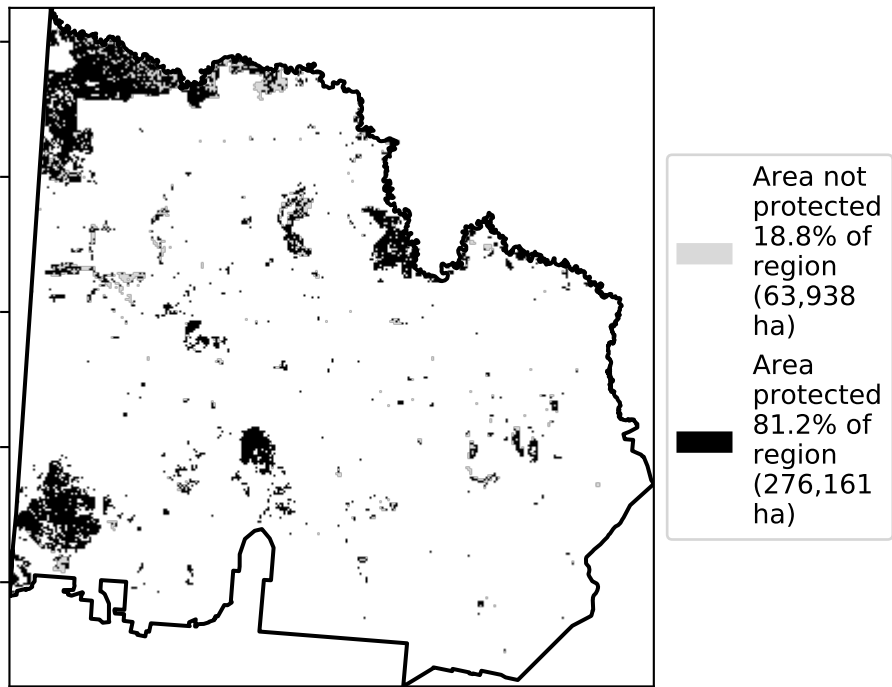 Area not
protected
18.8% of
region
(63,938
ha)
Area
protected
81.2% of
region
(276,161
ha)